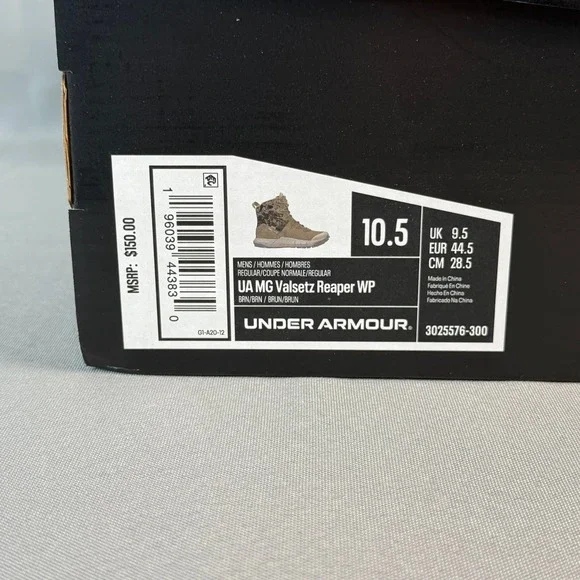 MSRP: $150.00
1 96039 44383 0
01-A20-12
MENS / HOMMES / HOMBRES
REGULAR/COUPE NORMALE/REGULAR
UA MG Valsetz Reaper WP
BRN/BRN / BRUN/BRUN
UNDER ARMOUR®
10.5
UK 9.5
EUR 44.5
CM 28.5
Made in China
Fabriqué En Chine
Hecho En China
Fabricado Na China
3025576-300